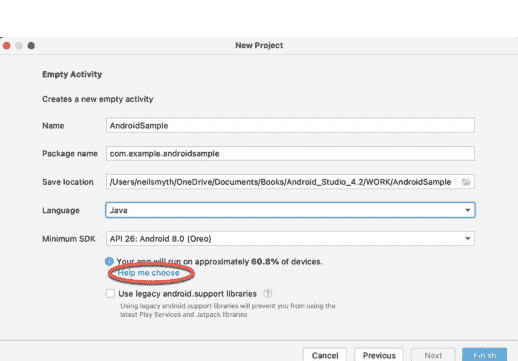 New Project
Empty Activity
Creates a new empty activity
Name AndroidSample
Package name com.example.androidsample
Save location /Users/neilsmyth/OneDrive/Documents/Books/Android_Studio_4.2/WORK/AndroidSample
Language Java
Minimum SDK API 26: Android 8.0 (Oreo)
Your app will run on approximately 60.8% of devices.
Help me choose
Use legacy android.support libraries ?
Using legacy android.support libraries will prevent you from using the
latest Play Services and Jetpack libraries
Cancel Previous Next Finish